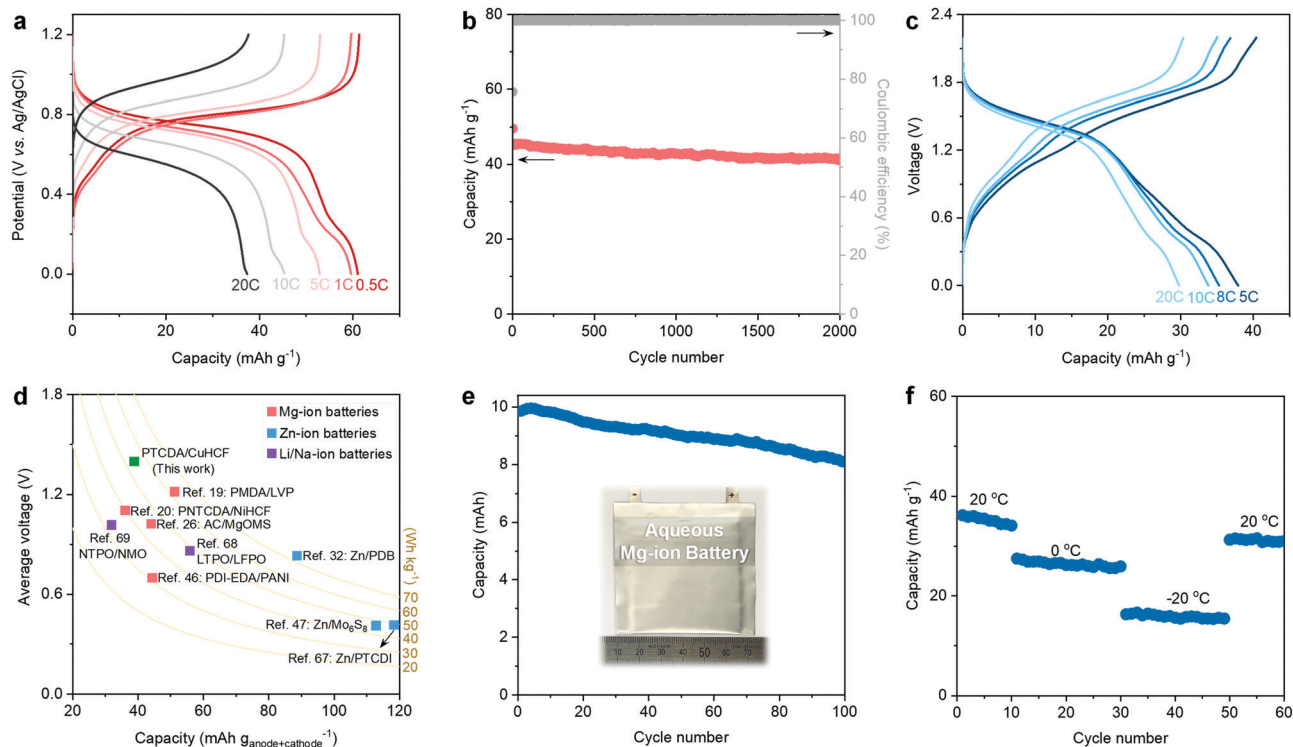 a
1.2
0.8
0.4
0.0
Potential (V vs. Ag/AgCl)
20C
10C
5C
1C
0.5C
0
20
40
60
Capacity (mAh g⁻¹)
b
80
60
40
20
0
Capacity (mAh g⁻¹)
100
80
60
40
20
0
Coulombic efficiency (%)
0
500
1000
1500
2000
Cycle number
c
2.4
1.8
1.2
0.6
0.0
Voltage (V)
20C
10C
8C
5C
0
10
20
30
40
Capacity (mAh g⁻¹)
d
1.8
1.2
0.6
0.0
Average voltage (V)
Mg-ion batteries
Zn-ion batteries
Li/Na-ion batteries
PTCDA/CuHCF
(This work)
Ref. 19: PMDA/LVP
Ref. 20: PNTCDA/NiHCF
Ref. 26: AC/MgOMS
Ref. 69
NTPO/NMO
Ref. 68
LTPO/LFPO
Ref. 32: Zn/PDB
Ref. 46: PDI-EDA/PANI
Ref. 47: Zn/Mo₆S₈
Ref. 67: Zn/PTCDI
(Wh kg⁻¹)
70
60
50
40
30
20
20
40
60
80
100
120
Capacity (mAh g_anode+cathode⁻¹)
e
10
8
6
4
2
0
Capacity (mAh)
-
+
Aqueous
Mg-ion Battery
10 20 30 40 50 60 70
0
20
40
60
80
100
Cycle number
f
60
40
20
0
Capacity (mAh g⁻¹)
20 °C
0 °C
-20 °C
20 °C
0
10
20
30
40
50
60
Cycle number